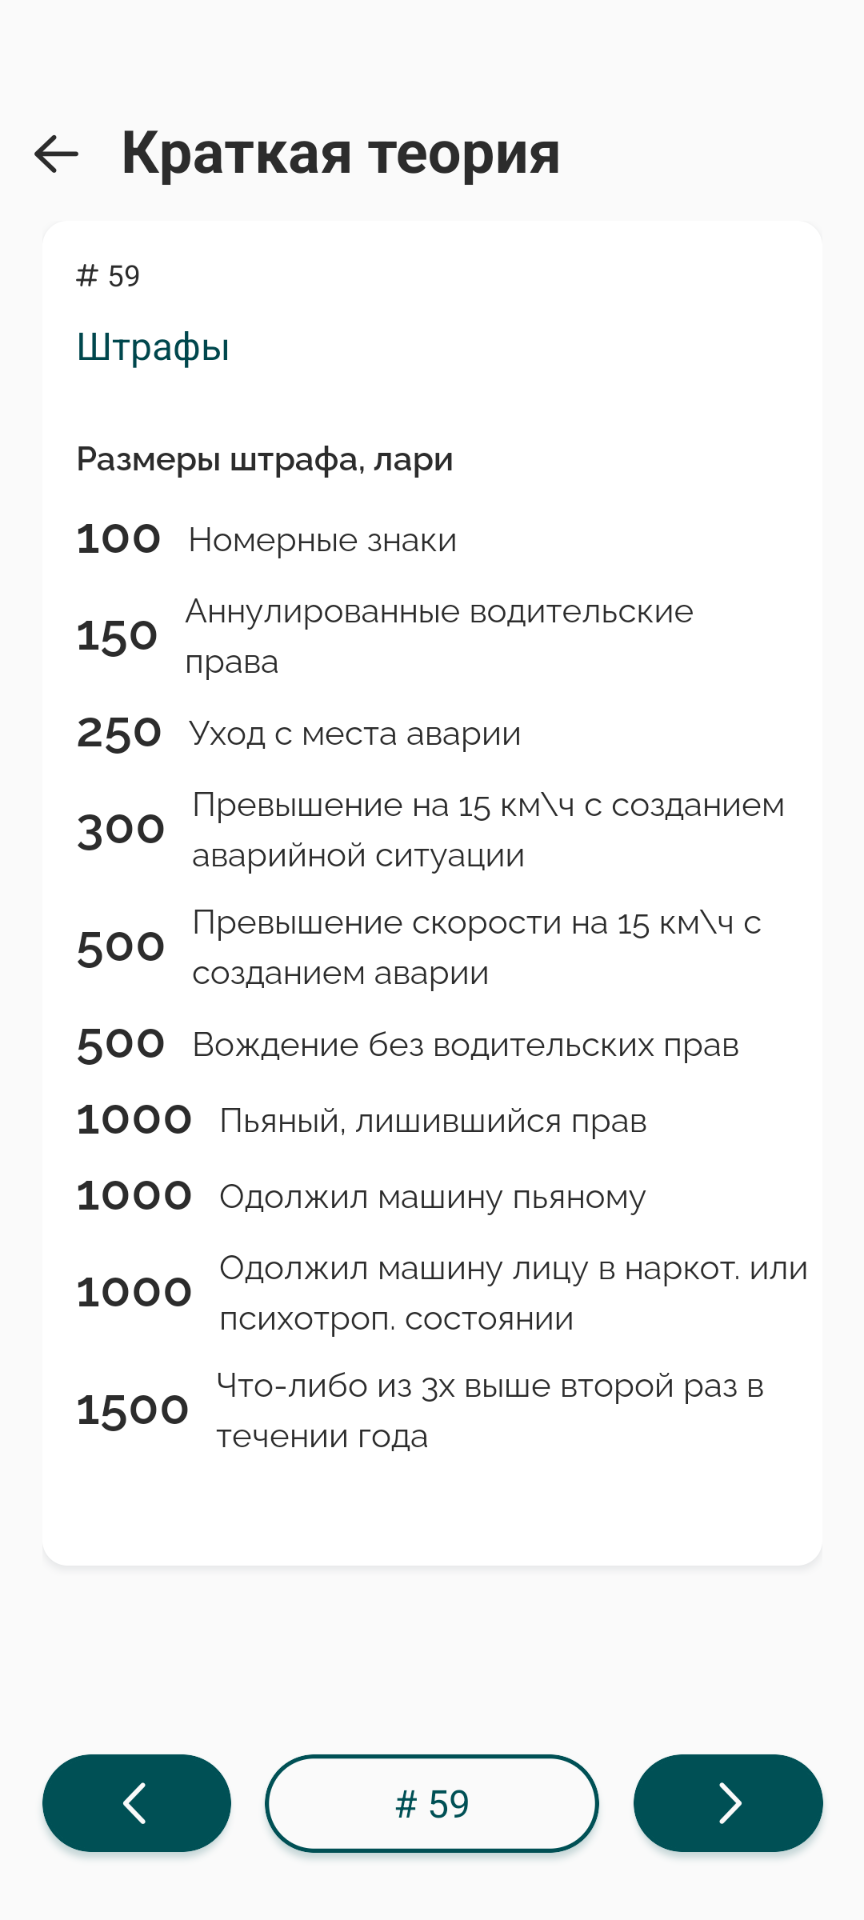 Краткая теория
# 59
Штрафы
Размеры штрафа, лари
100 Номерные знаки
150 Аннулированные водительские
права
250 Уход с места аварии
300 Превышение на 15 км\ч с созданием
аварийной ситуации
500 Превышение скорости на 15 км\ч с
созданием аварии
500 Вождение без водительских прав
1000 Пьяный, лишившийся прав
1000 Одолжил машину пьяному
1000 Одолжил машину лицу в наркот. или
психотроп. состоянии
1500 Что-либо из 3х выше второй раз в
течении года
# 59